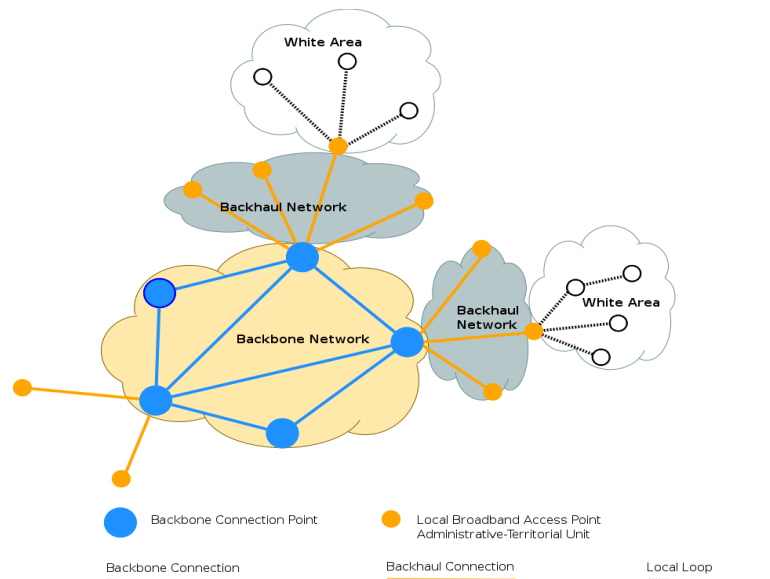 White Area
Backhaul Network
Backhaul
Network
White Area
Backbone Network
Backbone Connection Point
Local Broadband Access Point
Administrative-Territorial Unit
Backbone Connection
Backhaul Connection
Local Loop